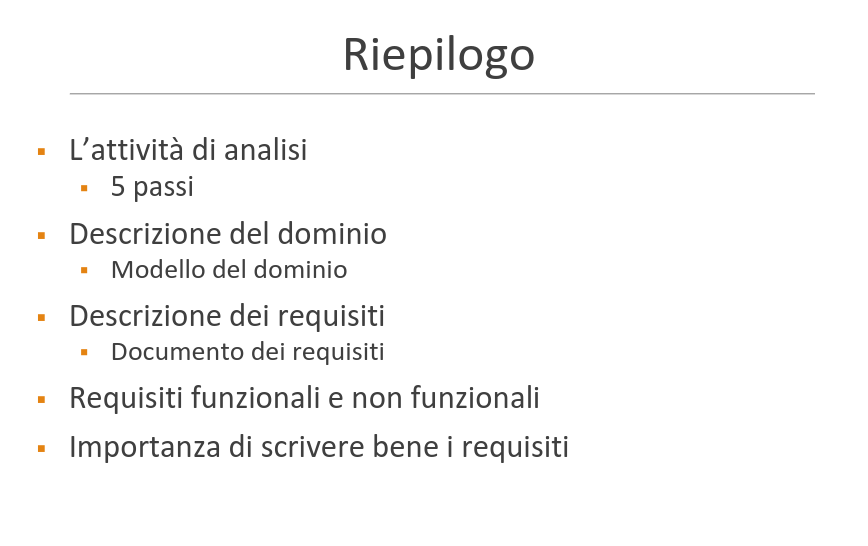 Riepilogo
L’attività di analisi
5 passi
Descrizione del dominio
Modello del dominio
Descrizione dei requisiti
Documento dei requisiti
Requisiti funzionali e non funzionali
Importanza di scrivere bene i requisiti